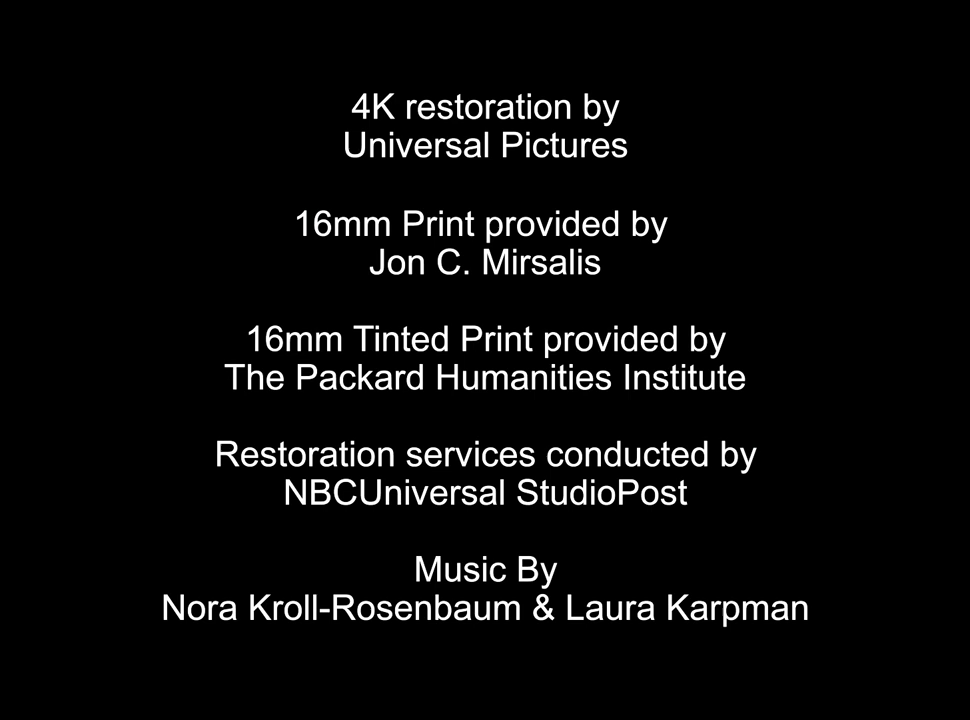 4K restoration by
Universal Pictures
16mm Print provided by
Jon C. Mirsalis
16mm Tinted Print provided by
The Packard Humanities Institute
Restoration services conducted by
NBCUniversal StudioPost
Music By
Nora Kroll-Rosenbaum & Laura Karpman